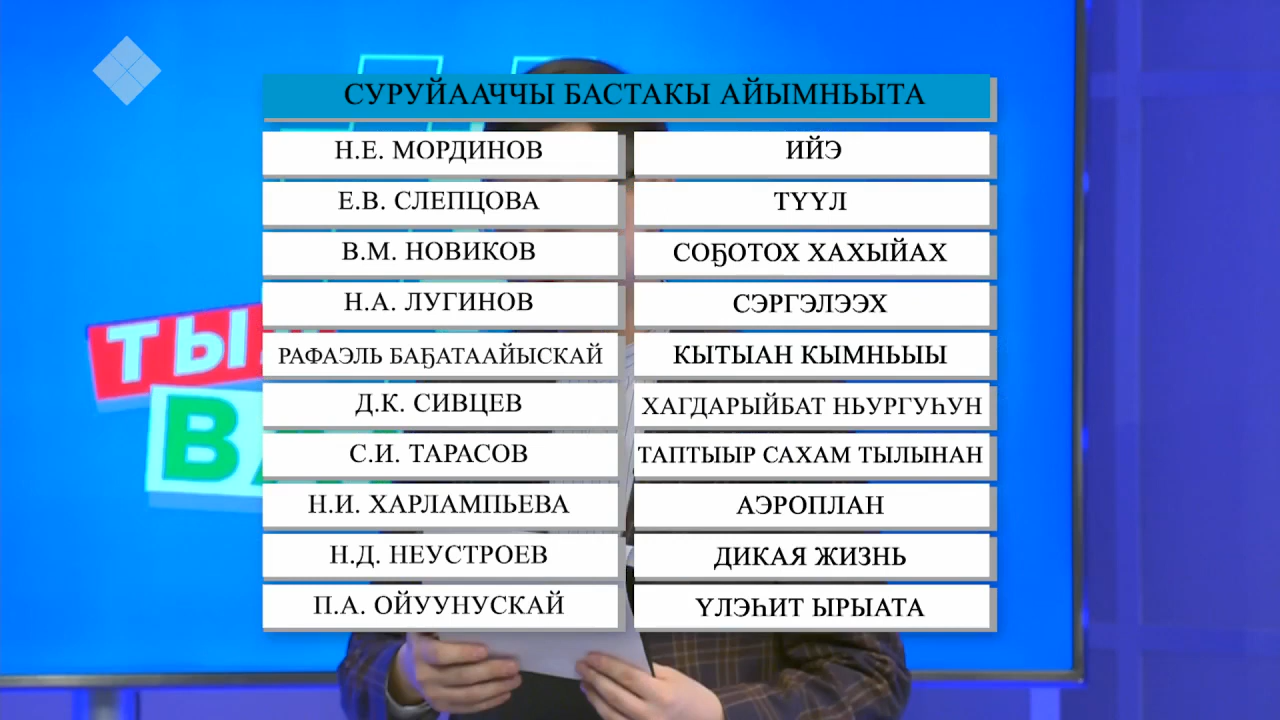 СУРУЙААЧЧЫ БАСТАКЫ АЙЫМНЬЫТА
Н.Е. МОРДИНОВ ИЙЭ
Е.В. СЛЕПЦОВА ТҮҮЛ
В.М. НОВИКОВ СОҔОТОХ ХАХЫЙАХ
Н.А. ЛУГИНОВ СЭРГЭЛЭЭХ
РАФАЭЛЬ БАҔАТААЙЫСКАЙ КЫТЫАН КЫМНЬЫЫ
Д.К. СИВЦЕВ ХАГДАРЫЙБАТ НЬУРГУҺУН
С.И. ТАРАСОВ ТАПТЫЫР САХАМ ТЫЛЫНАН
Н.И. ХАРЛАМПЬЕВА АЭРОПЛАН
Н.Д. НЕУСТРОЕВ ДИКАЯ ЖИЗНЬ
П.А. ОЙУУНУСКАЙ ҮЛЭҺИТ ЫРЫАТА